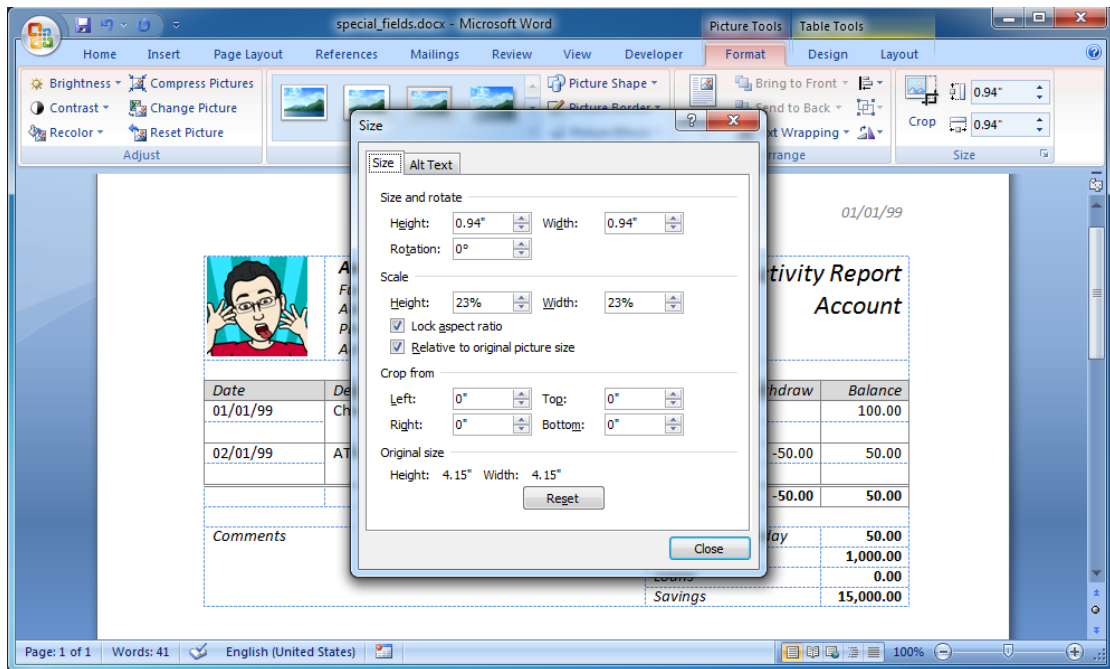 special_fields.docx - Microsoft Word
Picture Tools
Table Tools
Home Insert Page Layout References Mailings Review View Developer Format Design Layout
Brightness
Compress Pictures
Contrast
Change Picture
Recolor
Reset Picture
Adjust
Picture Shape
Picture Border
Bring to Front
Send to Back
Text Wrapping
Crop
0.94"
0.94"
Size
Size
Size Alt Text
Size and rotate
Height: 0.94" Width: 0.94"
Rotation: 0°
Scale
Height: 23% Width: 23%
Lock aspect ratio
Relative to original picture size
Crop from
Left: 0" Top: 0"
Right: 0" Bottom: 0"
Original size
Height: 4.15" Width: 4.15"
Reset
Close
01/01/99
tivity Report
Account
Date De hdraw Balance
01/01/99 Ch 100.00
02/01/99 AT -50.00 50.00
-50.00 50.00
Comments day 50.00
1,000.00
Loans 0.00
Savings 15,000.00
Page: 1 of 1 Words: 41 English (United States) 100%